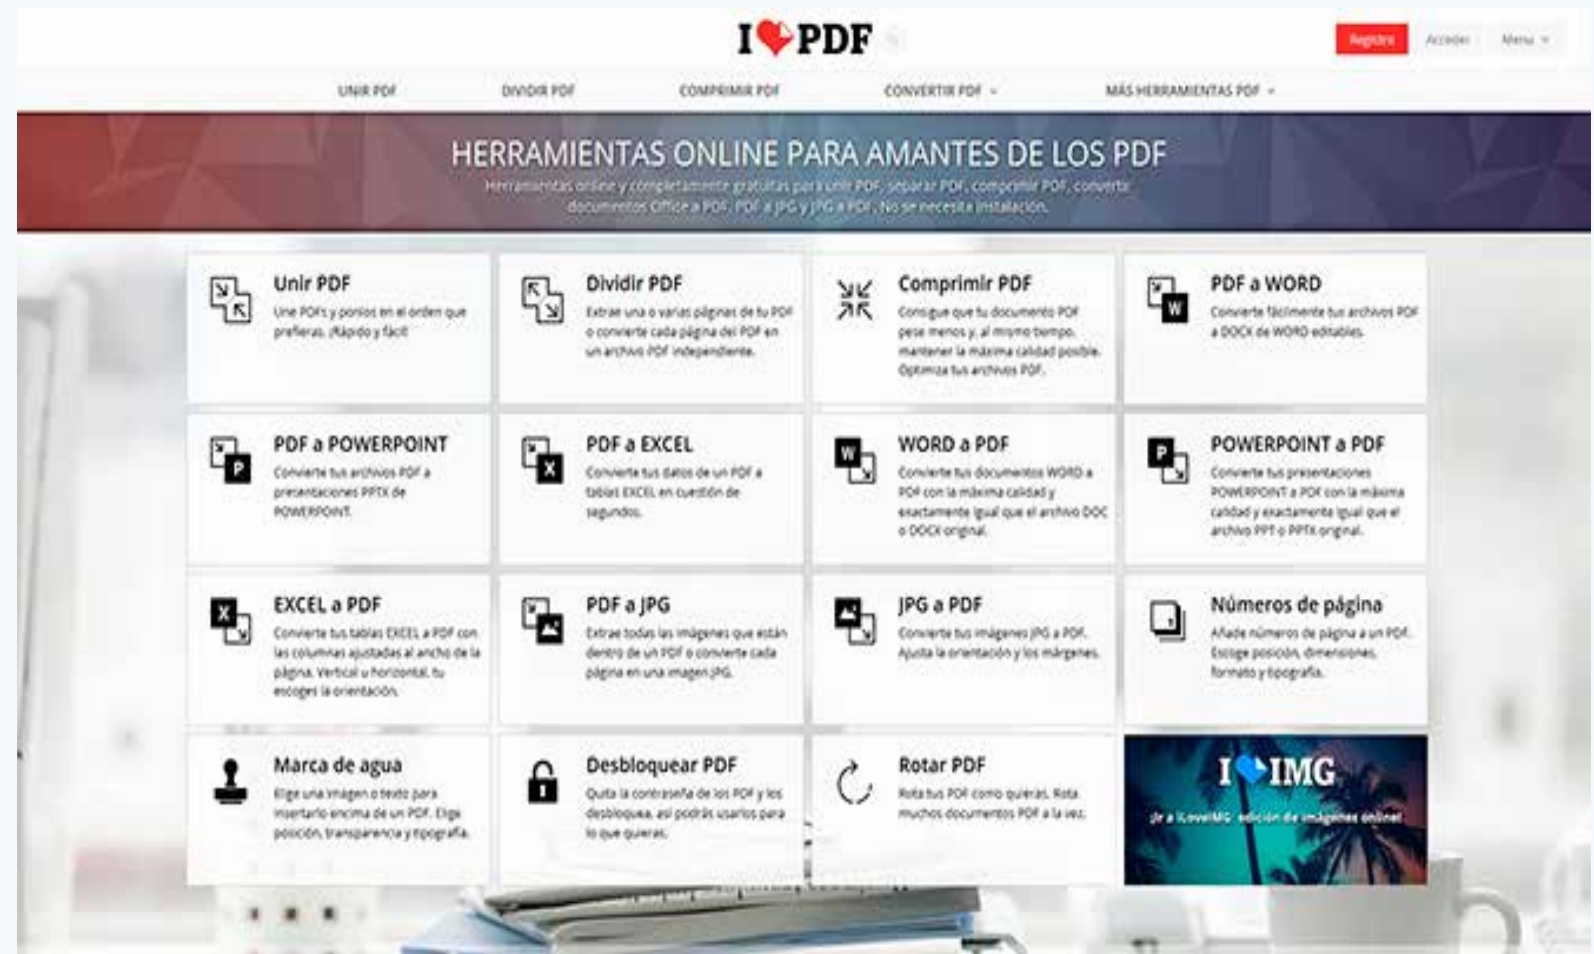 I PDF
Registro Acceder Menu
UNIR PDF DIVIDIR PDF COMPRIMIR PDF CONVERTIR PDF MÁS HERRAMIENTAS PDF
HERRAMIENTAS ONLINE PARA AMANTES DE LOS PDF
Herramientas online y completamente gratuitas para unir PDF, separar PDF, comprimir PDF, convertir
documentos Office a PDF, PDF a JPG y JPG a PDF. No se necesita instalación.
Unir PDF
Une PDFs y ponlos en el orden que
prefieras. ¡Rápido y fácil!
Dividir PDF
Extrae una o varias páginas de tu PDF
o convierte cada página del PDF en
un archivo PDF independiente.
Comprimir PDF
Consigue que tu documento PDF
pese menos y, al mismo tiempo,
mantener la máxima calidad posible.
Optimiza tus archivos PDF.
PDF a WORD
Convierte fácilmente tus archivos PDF
a DOCX de WORD editables.
PDF a POWERPOINT
Convierte tus archivos PDF a
presentaciones PPTX de
POWERPOINT.
PDF a EXCEL
Convierte tus datos de un PDF a
tablas EXCEL en cuestión de
segundos.
WORD a PDF
Convierte tus documentos WORD a
PDF con la máxima calidad y
exactamente igual que el archivo DOC
o DOCX original.
POWERPOINT a PDF
Convierte tus presentaciones
POWERPOINT a PDF con la máxima
calidad y exactamente igual que el
archivo PPT o PPTX original.
EXCEL a PDF
Convierte tus tablas EXCEL a PDF con
las columnas ajustadas al ancho de la
página. Vertical u horizontal, tu
escoges la orientación.
PDF a JPG
Extrae todas las imágenes que están
dentro de un PDF o convierte cada
página en una imagen JPG.
JPG a PDF
Convierte tus imágenes JPG a PDF.
Ajusta la orientación y los márgenes.
Números de página
Añade números de página a un PDF.
Escoge posición, dimensiones,
formato y tipografía.
Marca de agua
Elige una imagen o texto para
insertarlo encima de un PDF. Elige
posición, transparencia y tipografía.
Desbloquear PDF
Quita la contraseña de los PDF y los
desbloquea, así podrás usarlos para
lo que quieras.
Rotar PDF
Rota tus PDF como quieras. Rota
muchos documentos PDF a la vez.
I IMG
¡Ir a iLoveIMG: edición de imágenes online!